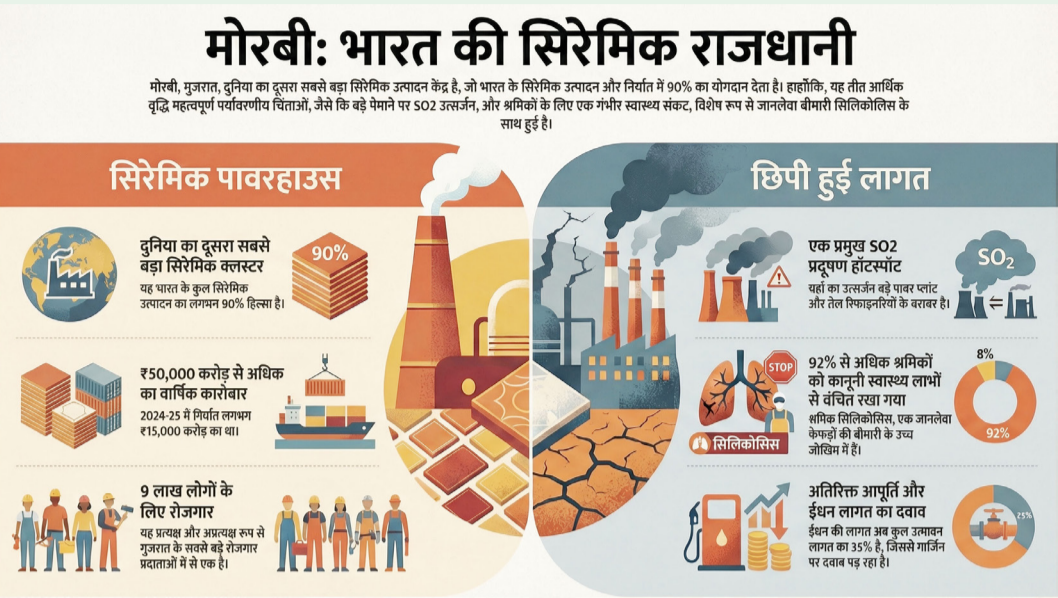 मोरबी: भारत की सिरेमिक राजधानी
मोरबी, मुजरात, दुनिया का दूसरा सबसे बड़ा सिरेमिक उत्पादन केंद्र है, जो भारत के सिरेमिक उत्पादन और निर्यात में 90% का योगदान देता है। हाहाँकि, यह तीत आर्थिक
वृद्धि महत्वपूर्ण पर्यावरणीय चिंताओं, जैसे कि बड़े पेमाने पर SO2 उत्सर्जन, और श्रमिकों के लिए एक गंभीर स्वास्थ्य संकट, विशेष रूप से जानलेवा बीमारी सिलिकोलिस के
साथ हुई है।
सिरेमिक पावरहाउस
दुनिया का दूसरा सबसे
बड़ा सिरेमिक क्लस्टर
यह भारत के कुल सिरेमिक
उत्पादन का लगभन 90% हिल्सा है।
90%
₹50,000 करोड़ से अधिक
का वार्षिक कारोबार
2024-25 में निर्यात लगभग
₹15,000 करोड़ का था।
9 लाख लोगों के
लिए रोजगार
यह प्रत्यक्ष और अप्रत्यक्ष रूप से
गुजरात के सवसे बड़े रोजगार
प्रदाताओं में से एक है।
छिपी हुई लागत
एक प्रमुख SO2
प्रदूषण हॉटस्पॉट
यहाँ का उत्सर्जन बड़े पावर प्लांट
और तेल रिफाइनरियों के बराबर है।
SO₂
92% से अधिक श्रमिकों
को कानूनी स्वास्थ्य लाभों
से वंचित रखा गया
श्रमिक सिलिकोसिस, एक जानलेवा
केफड़ों की बीमारी के उच्च
जोखिम में हैं।
STOP
सिलिकोसिस
8%
92%
अतिरिक्त आपूर्ति और
ईंधन लागत का दवाव
ईंधन की लागत अब कुल उत्पावन
लागत का 35% है, जिससे गार्जिन
पर दवाब पड़ रहा है।
25%